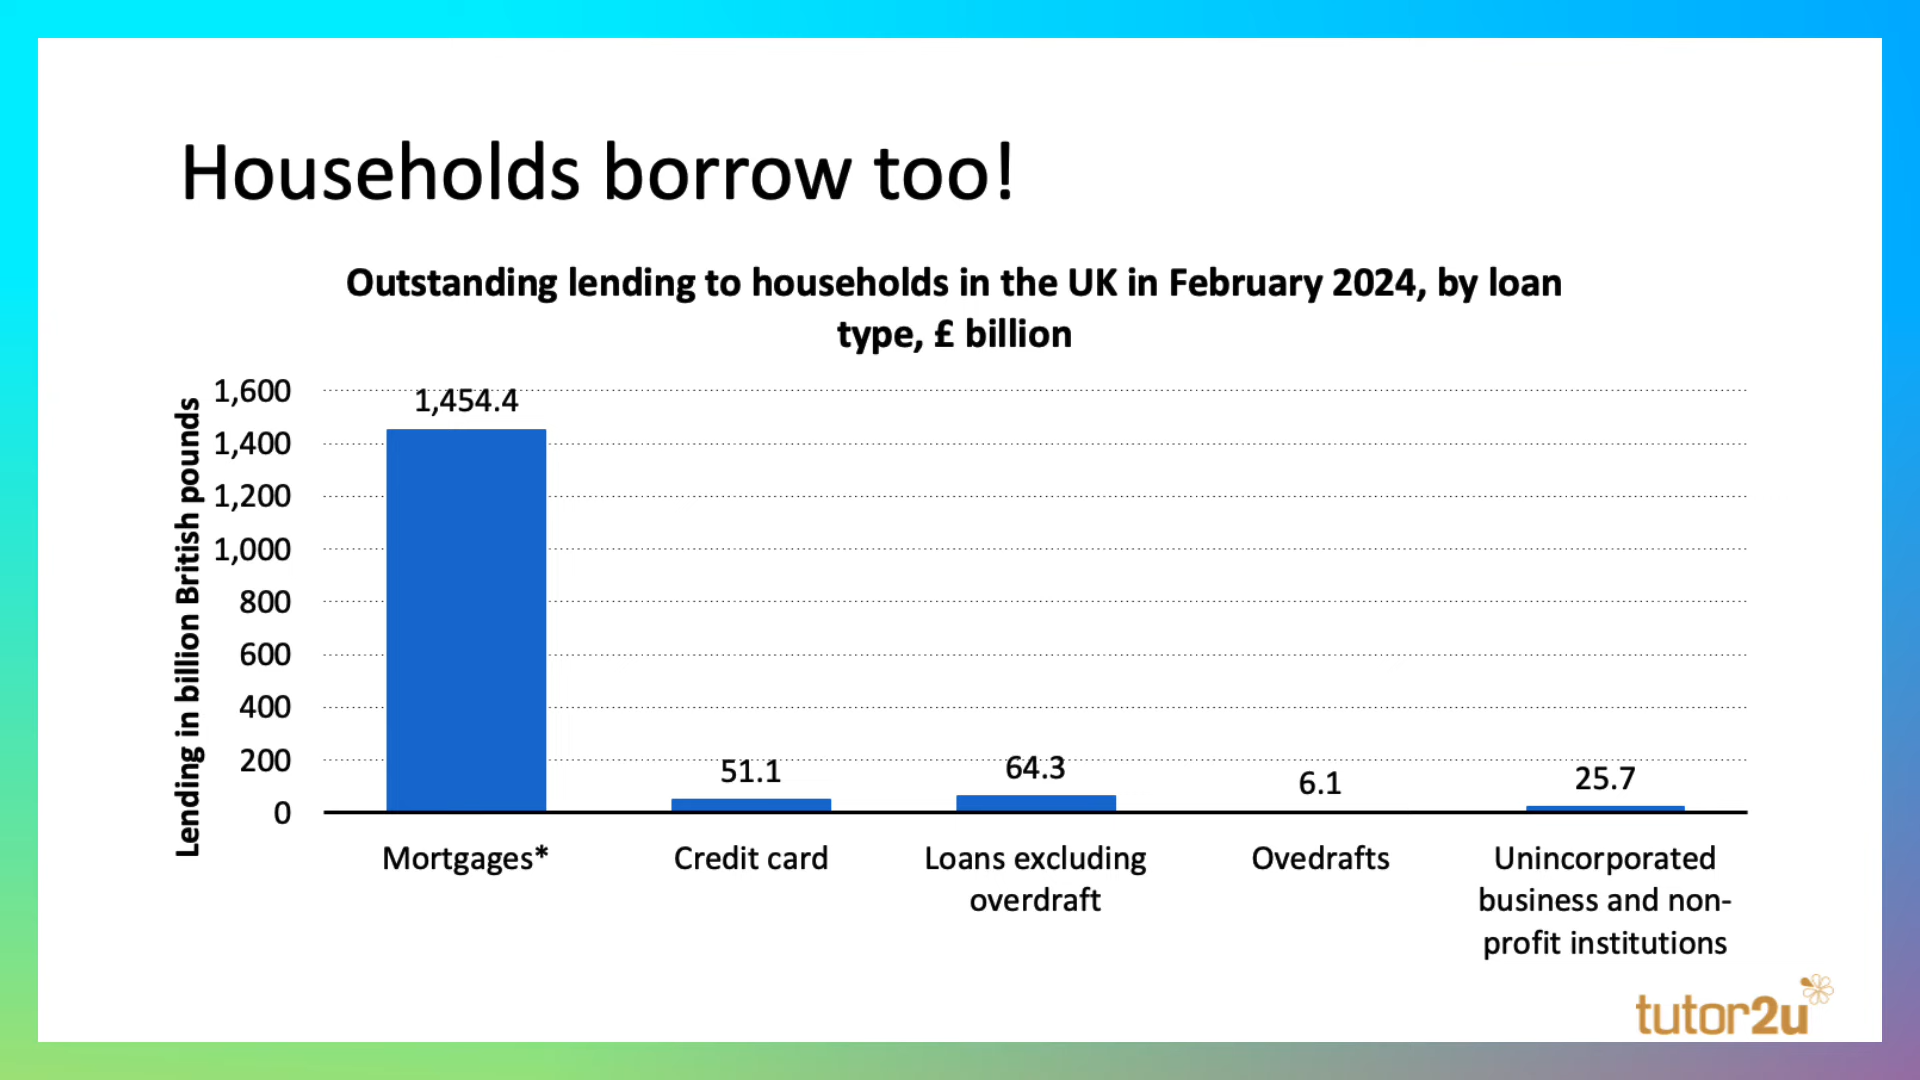 Households borrow too!
Outstanding lending to households in the UK in February 2024, by loan
type, £ billion
Lending in billion British pounds
1,600
1,400
1,200
1,000
800
600
400
200
0
1,454.4
51.1
64.3
6.1
25.7
Mortgages*
Credit card
Loans excluding
overdraft
Ovedrafts
Unincorporated
business and non-
profit institutions
tutor2u